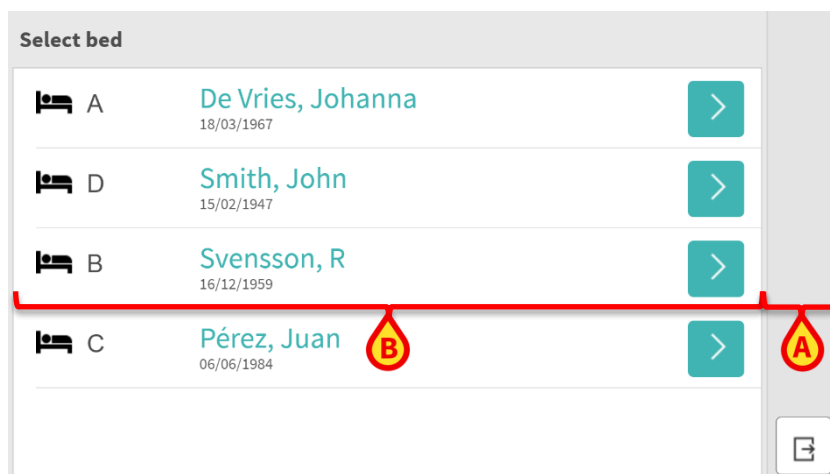 Select bed
A De Vries, Johanna
18/03/1967
D Smith, John
15/02/1947
B Svensson, R
16/12/1959
C Pérez, Juan
06/06/1984
B A